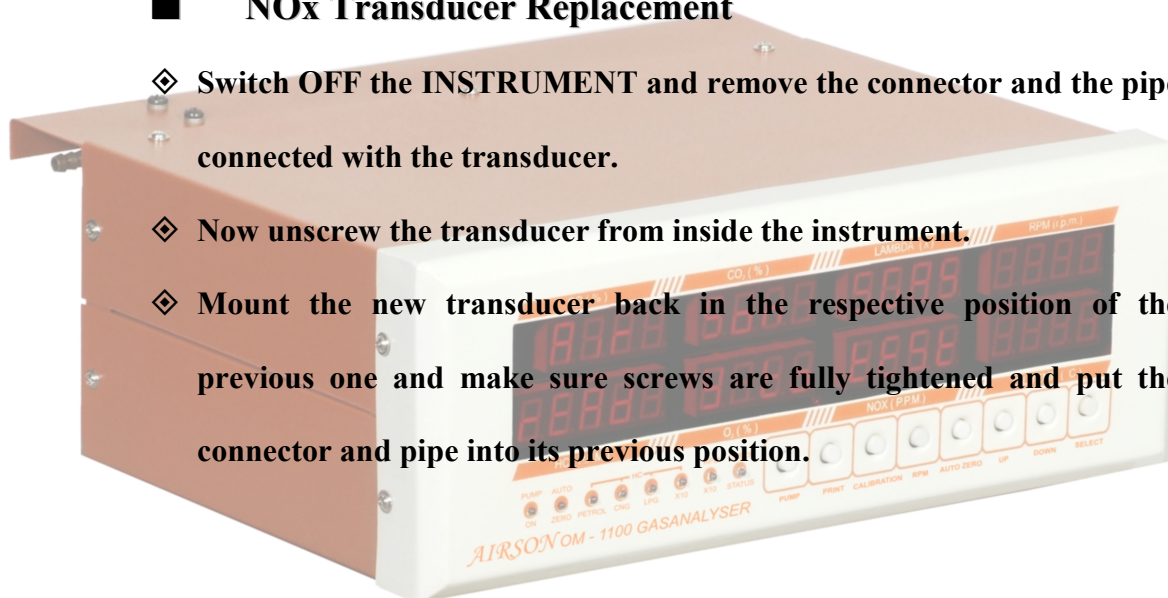 ■ NOx Transducer Replacement
Switch OFF the INSTRUMENT and remove the connector and the pipe
connected with the transducer.
Now unscrew the transducer from inside the instrument.
RPM (r.p.m.)
LAMBDA (λ)
CO₂ (%)
Mount the new transducer back in the respective position of the
previous one and make sure screws are fully tightened and put the
NOX (PPM)
O₂ (%)
connector and pipe into its previous position.
PUMP AUTO HC
ON ZERO PETROL CNG LPG X10 X10 STATUS
PUMP PRINT CALIBRATION RPM AUTO ZERO UP DOWN SELECT
AIRSON OM - 1100 GASANALYSER